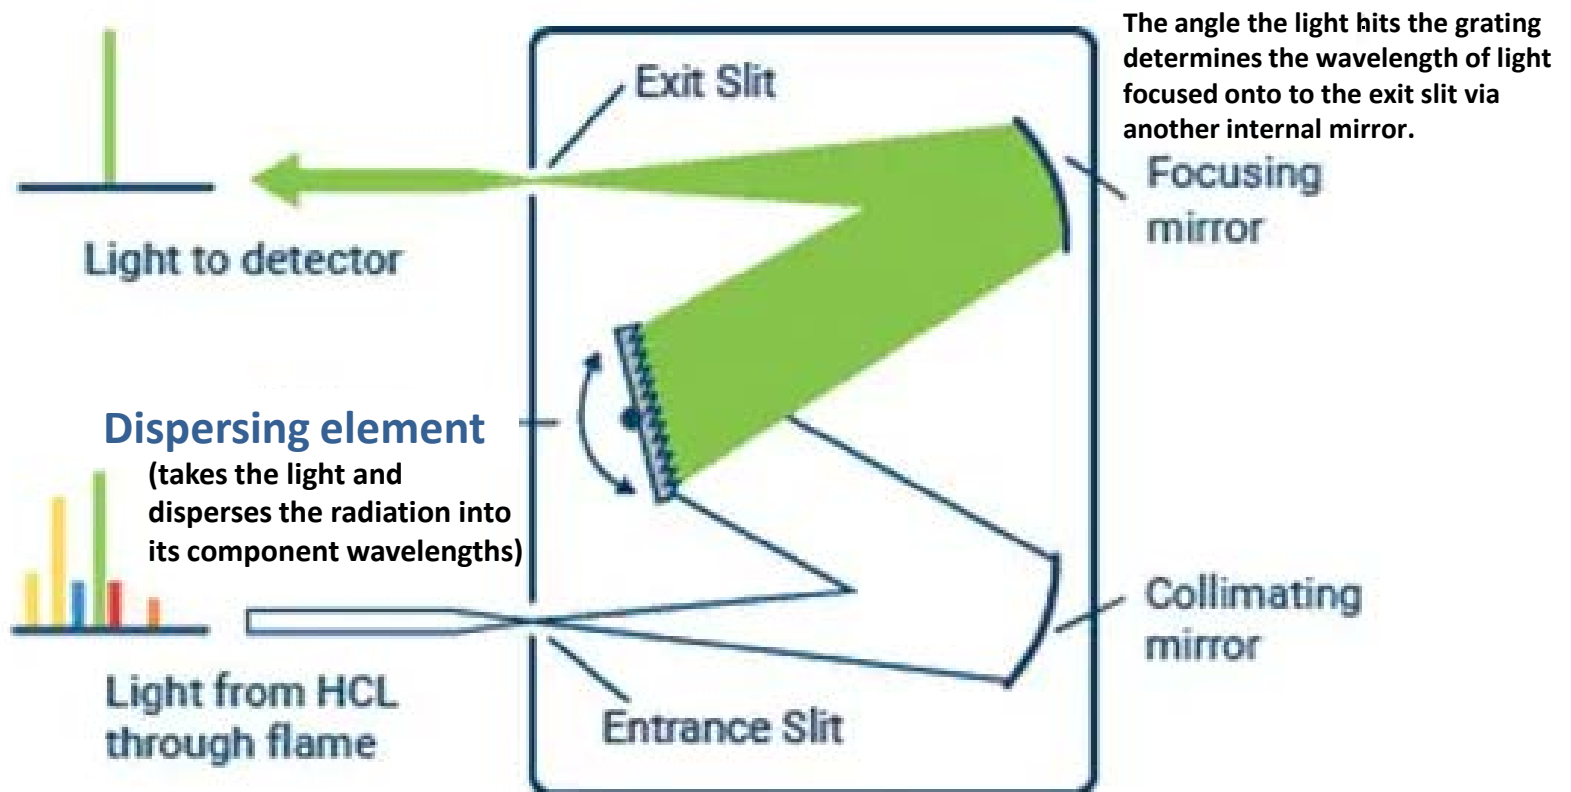 The angle the light hits the grating
determines the wavelength of light
focused onto to the exit slit via
another internal mirror.
Exit Slit
Focusing
mirror
Light to detector
Dispersing element
(takes the light and
disperses the radiation into
its component wavelengths)
Collimating
mirror
Light from HCL
through flame
Entrance Slit